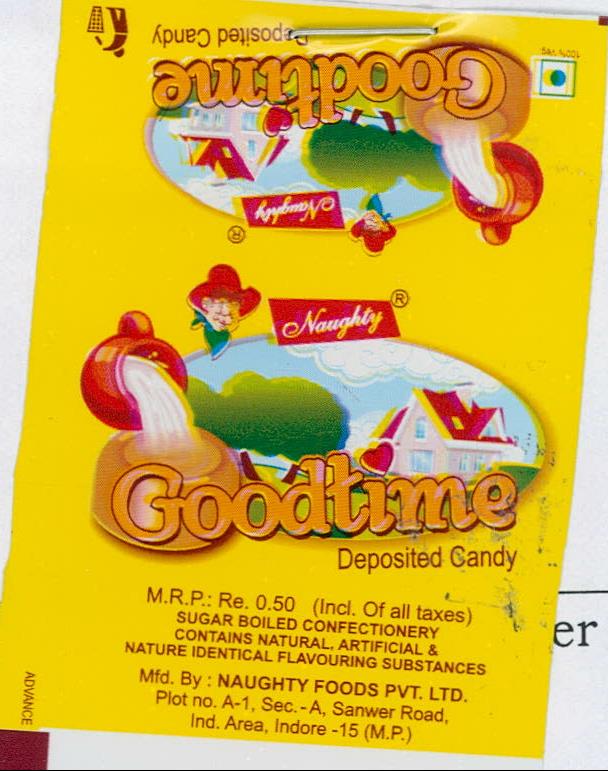 Deposited Candy
100% Veg.
Goodtime
Naughty
®
Naughty ®
Goodtime
Deposited Candy
M.R.P.: Re. 0.50 (Incl. Of all taxes)
SUGAR BOILED CONFECTIONERY
CONTAINS NATURAL, ARTIFICIAL &
NATURE IDENTICAL FLAVOURING SUBSTANCES
Mfd. By : NAUGHTY FOODS PVT. LTD.
Plot no. A-1, Sec.-A, Sanwer Road,
Ind. Area, Indore -15 (M.P.)
ADVANCE
er